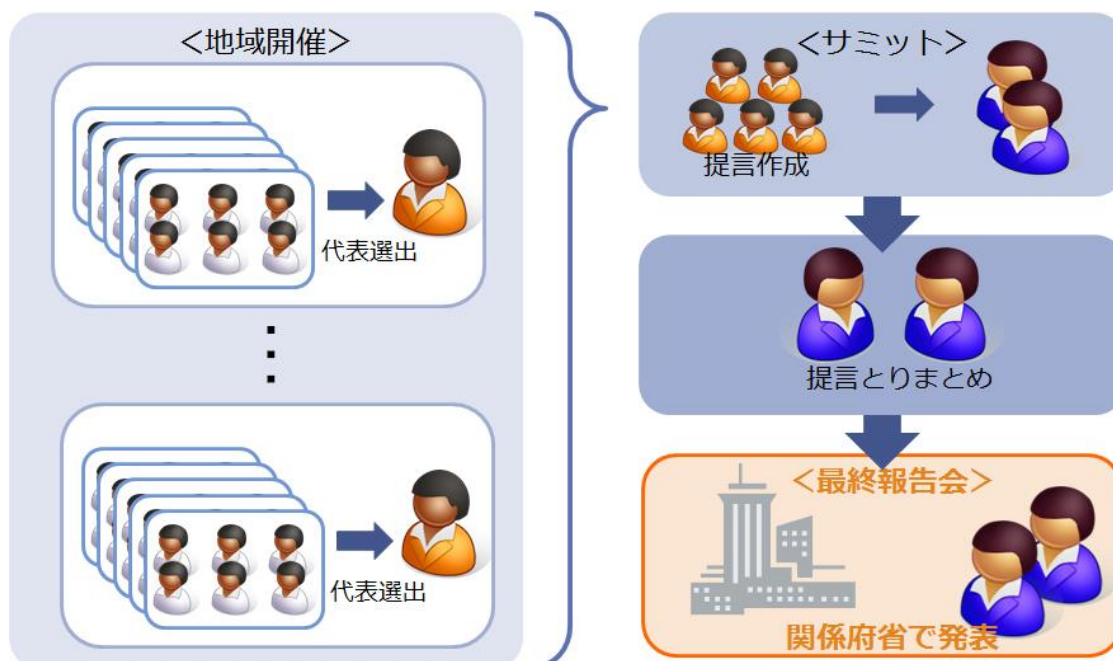 ＜地域開催＞
代表選出
代表選出
＜サミット＞
提言作成
提言とりまとめ
＜最終報告会＞
関係府省で発表